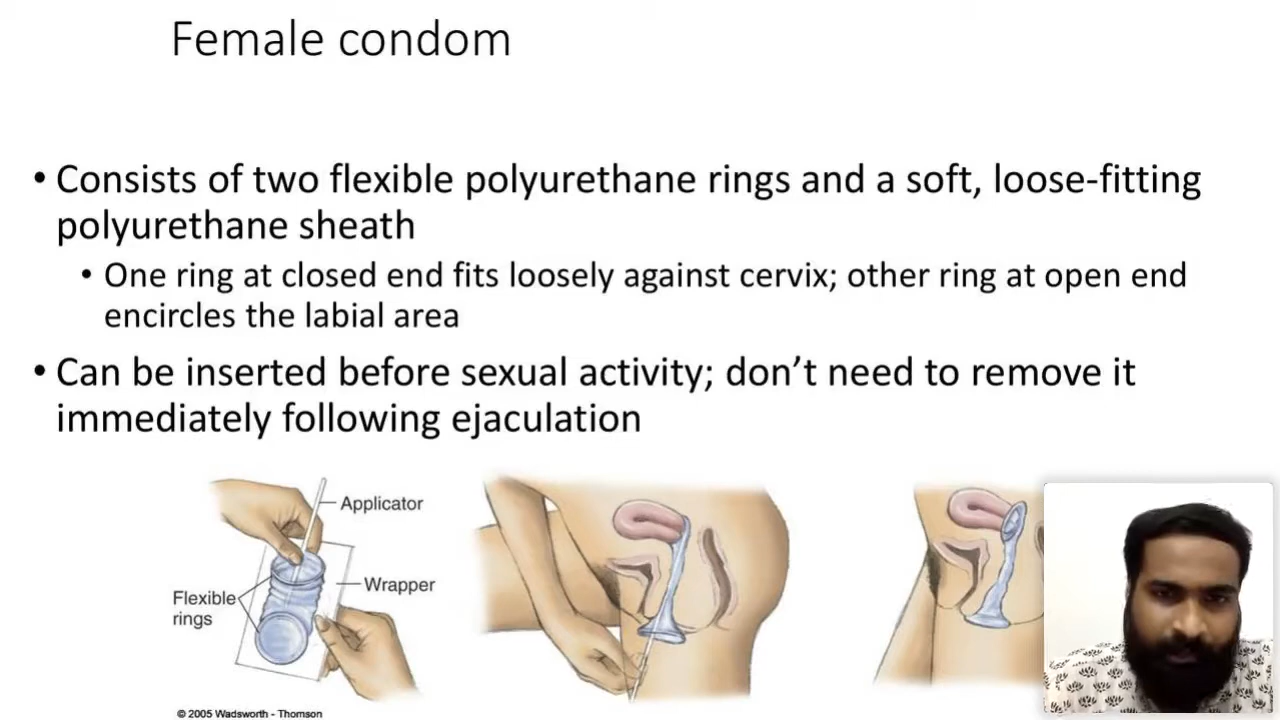 Female condom
• Consists of two flexible polyurethane rings and a soft, loose-fitting
polyurethane sheath
• One ring at closed end fits loosely against cervix; other ring at open end
encircles the labial area
• Can be inserted before sexual activity; don’t need to remove it
immediately following ejaculation
Applicator
Wrapper
Flexible
rings
© 2005 Wadsworth - Thomson